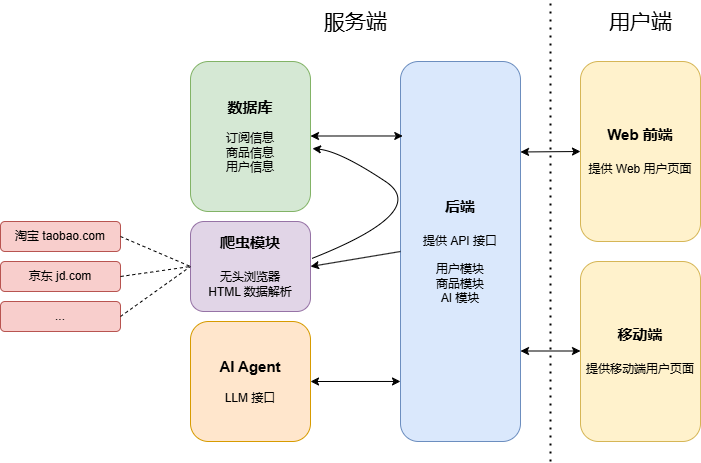 服务端
用户端
数据库
订阅信息
商品信息
用户信息
淘宝 taobao.com
京东 jd.com
...
爬虫模块
无头浏览器
HTML 数据解析
AI Agent
LLM 接口
后端
提供 API 接口
用户模块
商品模块
AI 模块
Web 前端
提供 Web 用户页面
移动端
提供移动端用户页面